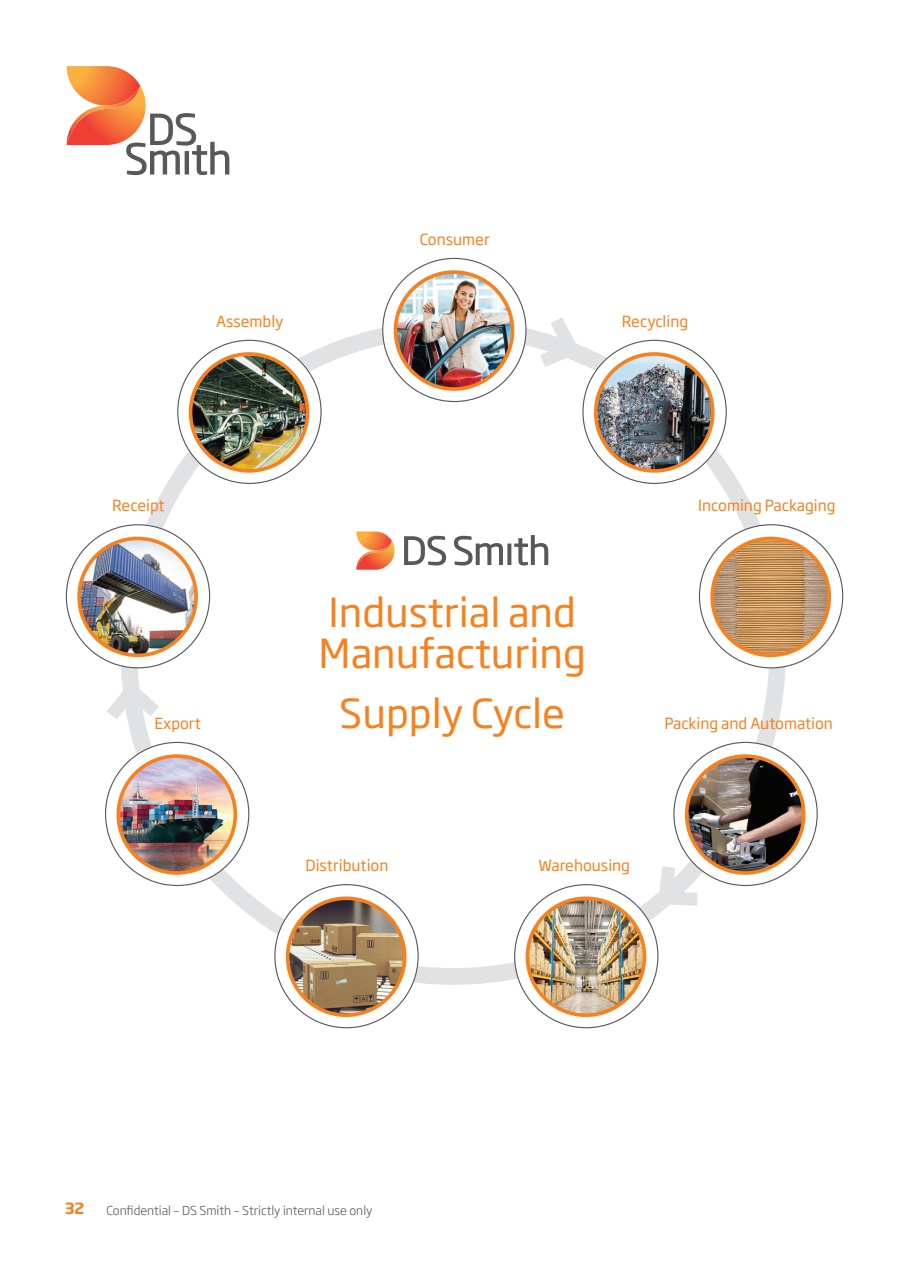 DS
Smith
Consumer
Assembly
Recycling
Receipt
Incoming Packaging
DS Smith
Industrial and
Manufacturing
Supply Cycle
Export
Packing and Automation
Distribution
Warehousing
32 Confidential – DS Smith – Strictly internal use only